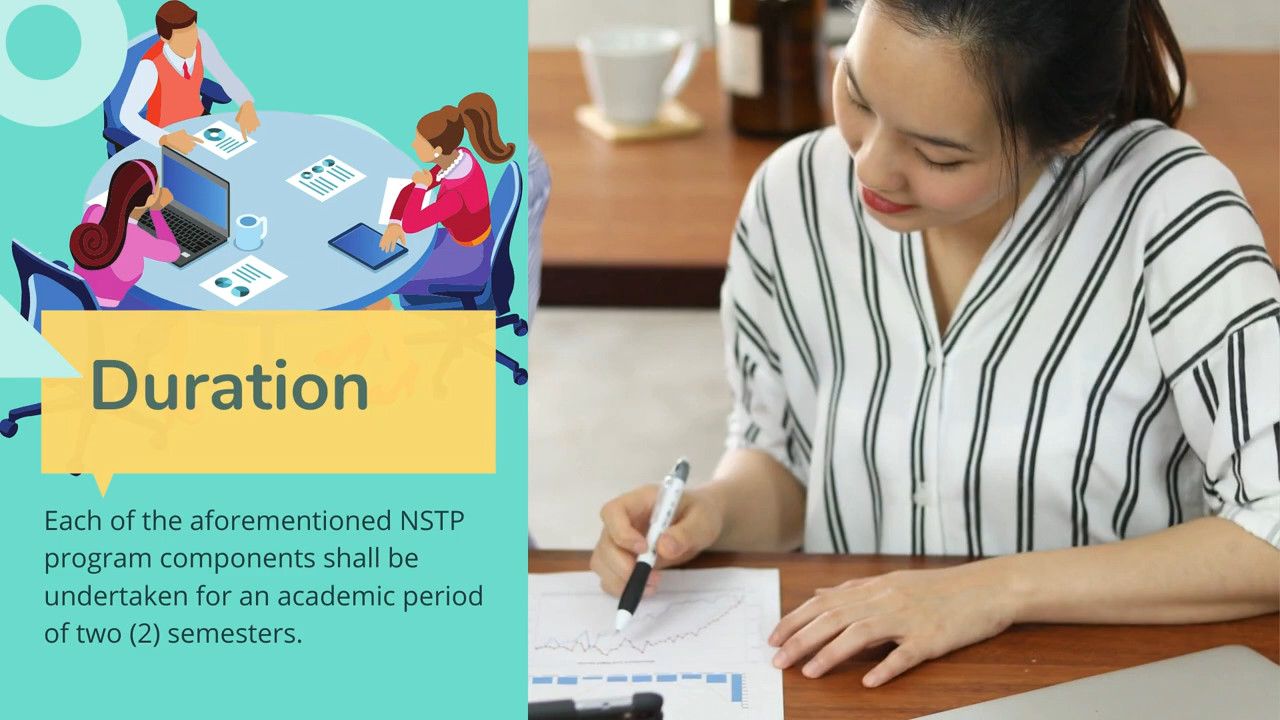 Duration
Each of the aforementioned NSTP
program components shall be
undertaken for an academic period
of two (2) semesters.